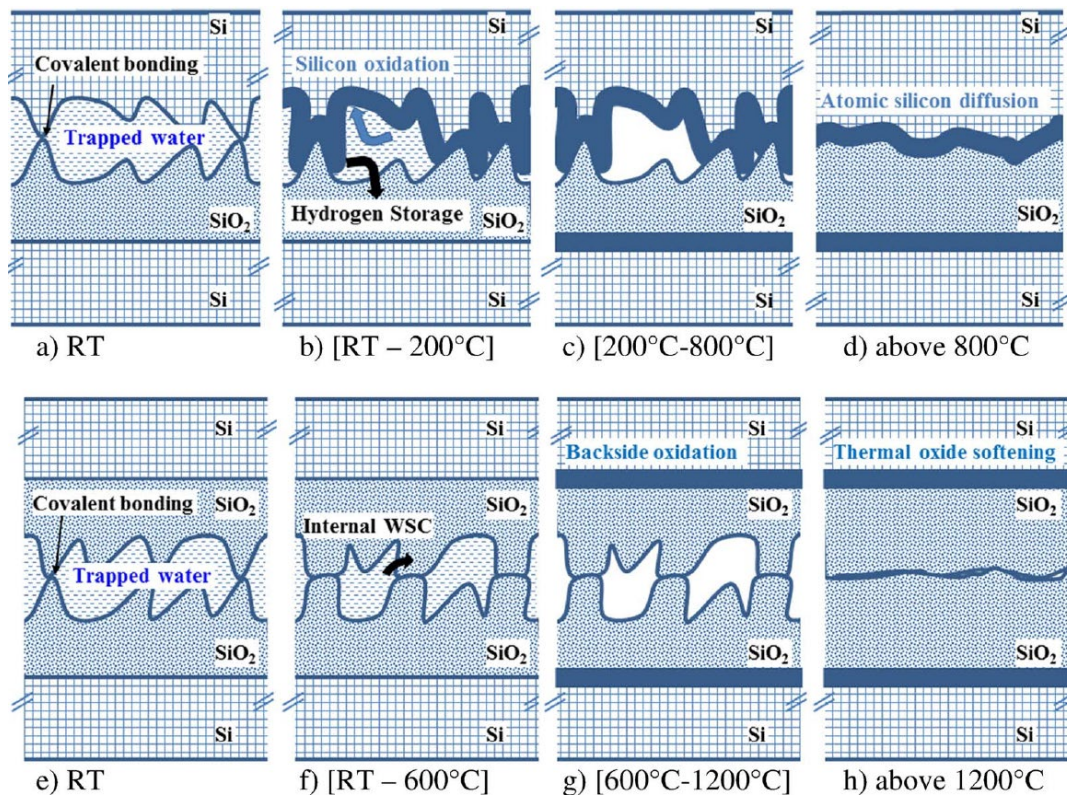 Si
Covalent bonding
Trapped water
SiO2
Si
a) RT
Si
Silicon oxidation
Hydrogen Storage
SiO2
Si
b) [RT – 200°C]
Si
SiO2
Si
c) [200°C-800°C]
Si
Atomic silicon diffusion
SiO2
Si
d) above 800°C
Si
SiO2
Covalent bonding
Trapped water
SiO2
Si
e) RT
Si
SiO2
Internal WSC
SiO2
Si
f) [RT – 600°C]
Si
Backside oxidation
SiO2
SiO2
Si
g) [600°C-1200°C]
Si
Thermal oxide softening
SiO2
SiO2
Si
h) above 1200°C